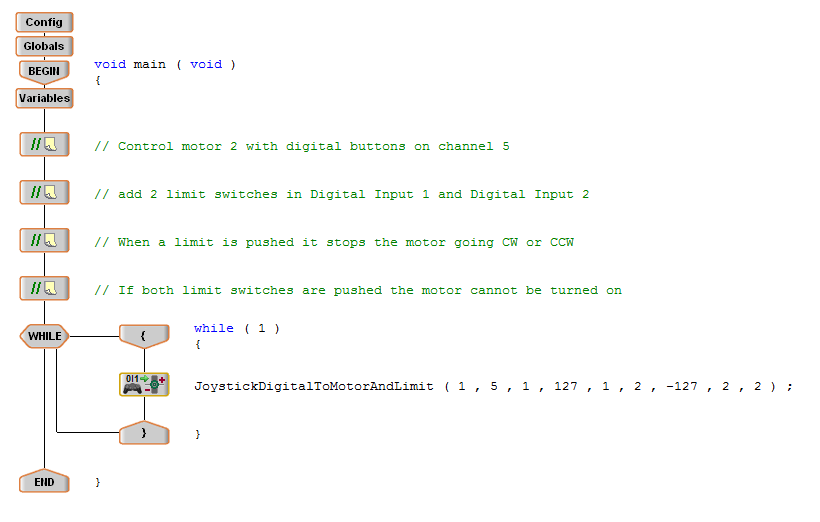 Config
Globals
BEGIN void main ( void )
{
Variables
// // Control motor 2 with digital buttons on channel 5
// // add 2 limit switches in Digital Input 1 and Digital Input 2
// // When a limit is pushed it stops the motor going CW or CCW
// // If both limit switches are pushed the motor cannot be turned on
WHILE { while ( 1 )
{
0|1 JoystickDigitalToMotorAndLimit ( 1 , 5 , 1 , 127 , 1 , 2 , -127 , 2 , 2 ) ;
} }
END }